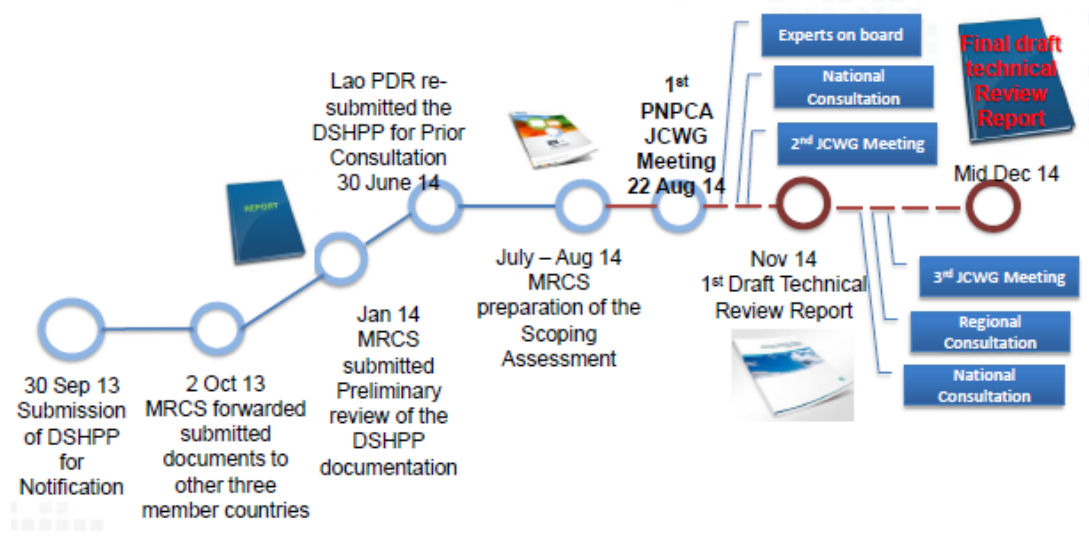 30 Sep 13
Submission
of DSHPP
for
Notification
2 Oct 13
MRCS forwarded
submitted
documents to
other three
member countries
REPORT
Jan 14
MRCS
submitted
Preliminary
review of the
DSHPP
documentation
Lao PDR re-
submitted the
DSHPP for Prior
Consultation
30 June 14
July – Aug 14
MRCS
preparation of the
Scoping
Assessment
1st
PNPCA
JCWG
Meeting
22 Aug 14
Experts on board
National
Consultation
2nd JCWG Meeting
Nov 14
1st Draft Technical
Review Report
3rd JCWG Meeting
Regional
Consultation
National
Consultation
Final draft
technical
Review
Report
Mid Dec 14